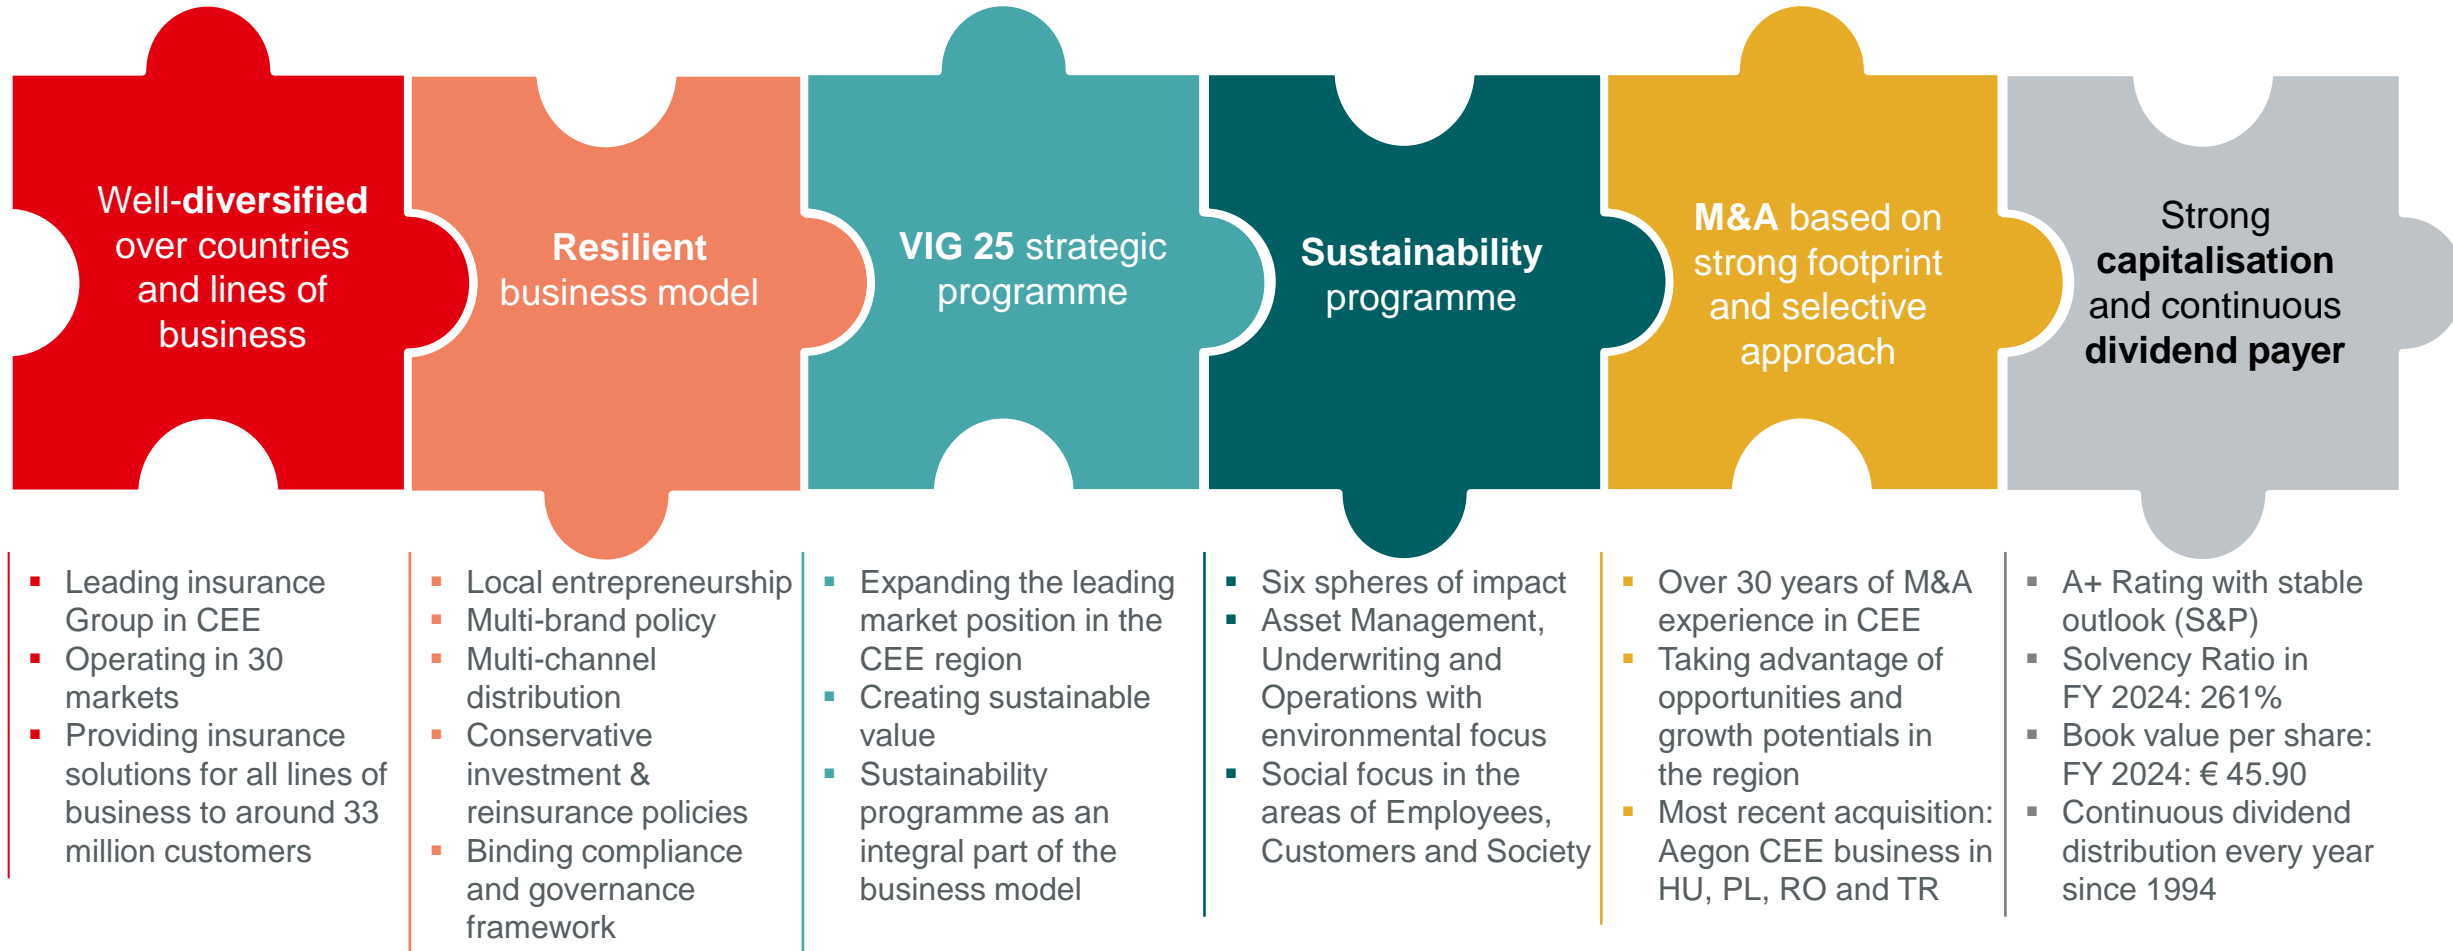 Well-diversified
over countries
and lines of
business
Resilient
business model
VIG 25 strategic
programme
Sustainability
programme
M&A based on
strong footprint
and selective
approach
Strong
capitalisation
and continuous
dividend payer
▪ Leading insurance
Group in CEE
▪ Operating in 30
markets
▪ Providing insurance
solutions for all lines of
business to around 33
million customers
▪ Local entrepreneurship
▪ Multi-brand policy
▪ Multi-channel
distribution
▪ Conservative
investment &
reinsurance policies
▪ Binding compliance
and governance
framework
▪ Expanding the leading
market position in the
CEE region
▪ Creating sustainable
value
▪ Sustainability
programme as an
integral part of the
business model
▪ Six spheres of impact
▪ Asset Management,
Underwriting and
Operations with
environmental focus
▪ Social focus in the
areas of Employees,
Customers and Society
▪ Over 30 years of M&A
experience in CEE
▪ Taking advantage of
opportunities and
growth potentials in
the region
▪ Most recent acquisition:
Aegon CEE business in
HU, PL, RO and TR
▪ A+ Rating with stable
outlook (S&P)
▪ Solvency Ratio in
FY 2024: 261%
▪ Book value per share:
FY 2024: € 45.90
▪ Continuous dividend
distribution every year
since 1994